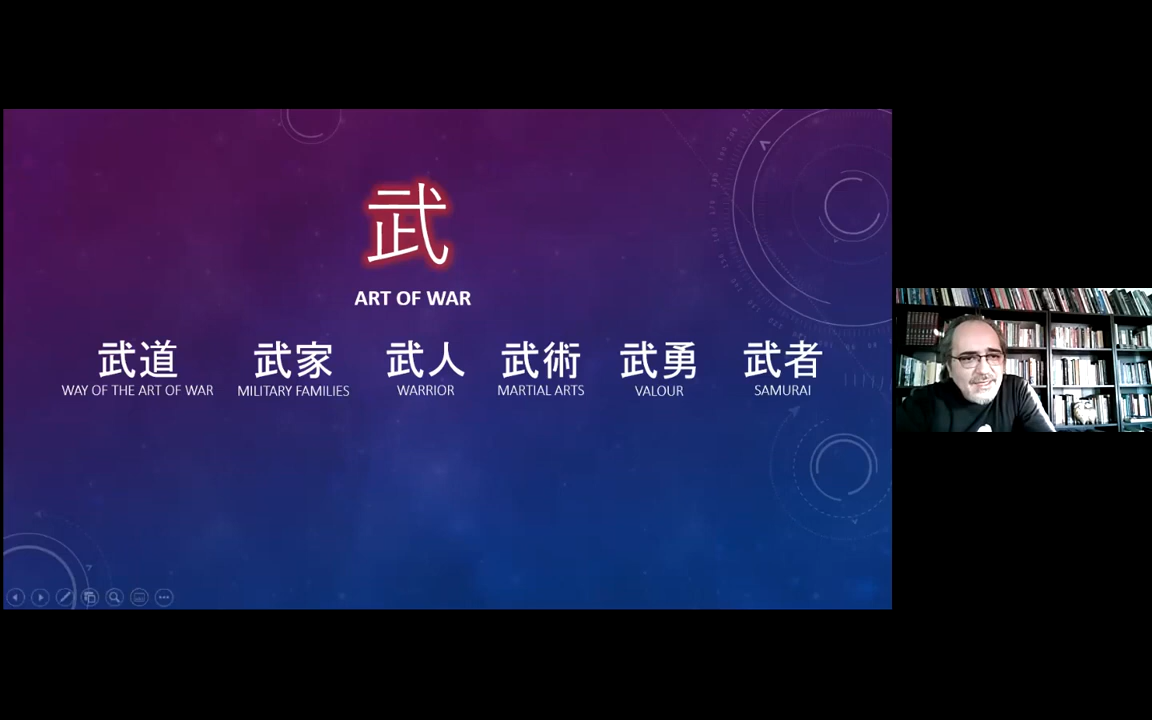 武
ART OF WAR
武道 武家 武人 武術 武勇 武者
WAY OF THE ART OF WAR MILITARY FAMILIES WARRIOR MARTIAL ARTS VALOUR SAMURAI
7